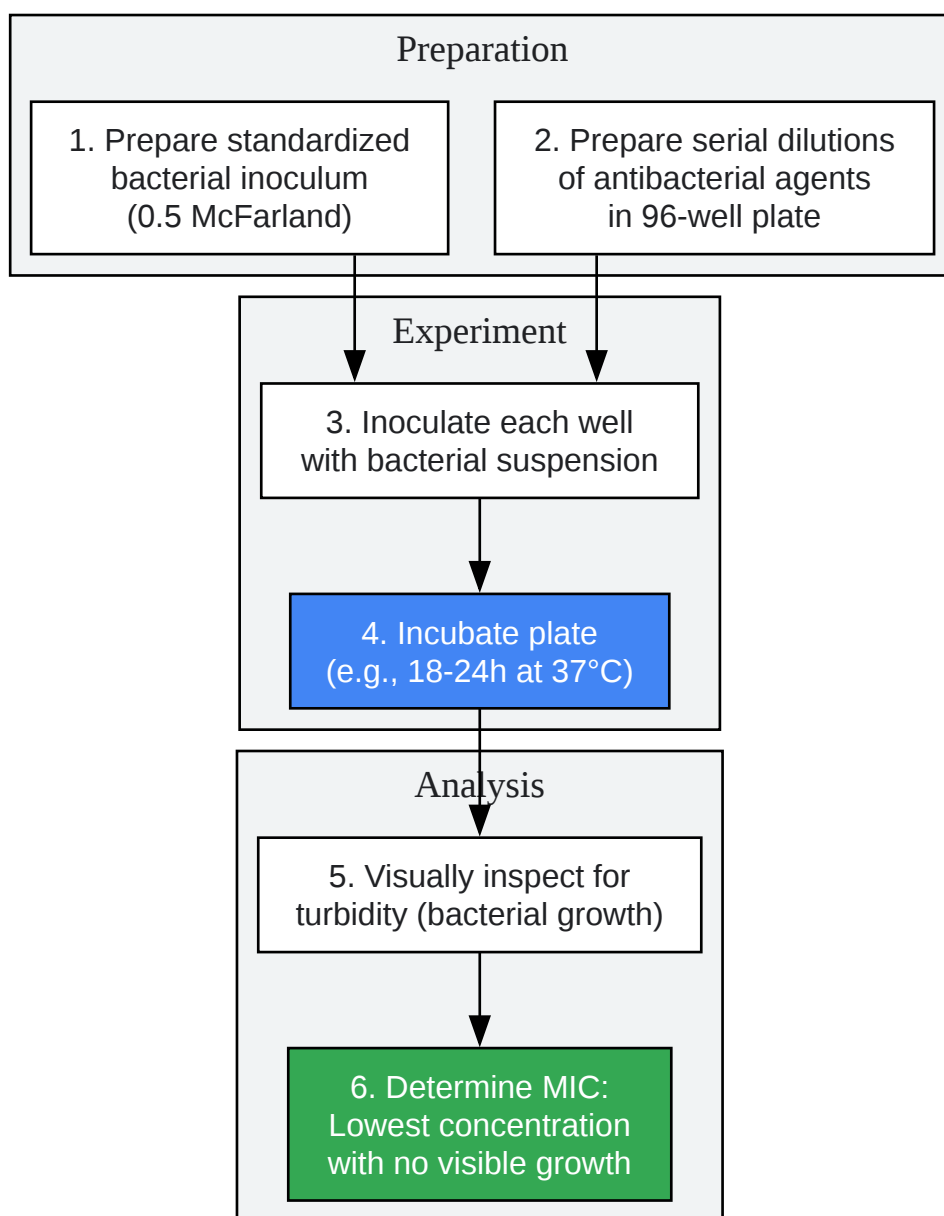 Preparation
1. Prepare standardized
bacterial inoculum
(0.5 McFarland)
2. Prepare serial dilutions
of antibacterial agents
in 96-well plate
Experiment
3. Inoculate each well
with bacterial suspension
4. Incubate plate
(e.g., 18-24h at 37°C)
Analysis
5. Visually inspect for
turbidity (bacterial growth)
6. Determine MIC:
Lowest concentration
with no visible growth